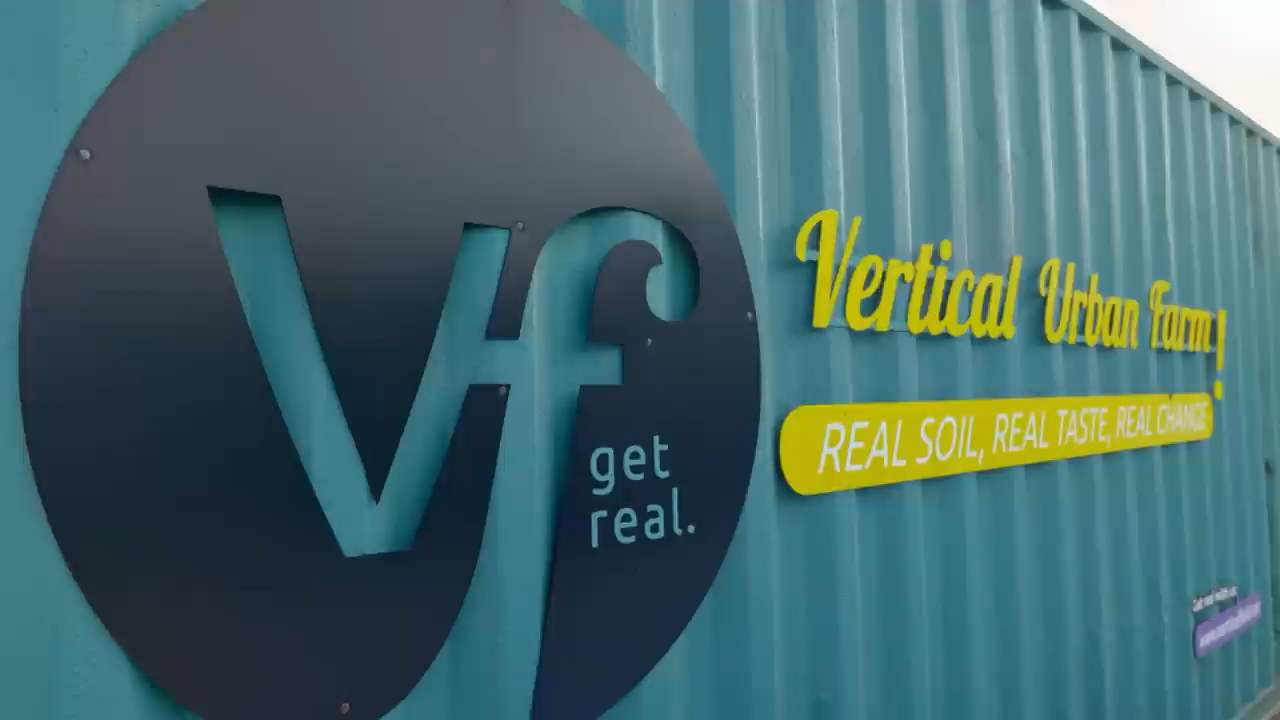 Vf
get
real.
Vertical Urban Farm!
REAL SOIL, REAL TASTE, REAL CHANGE